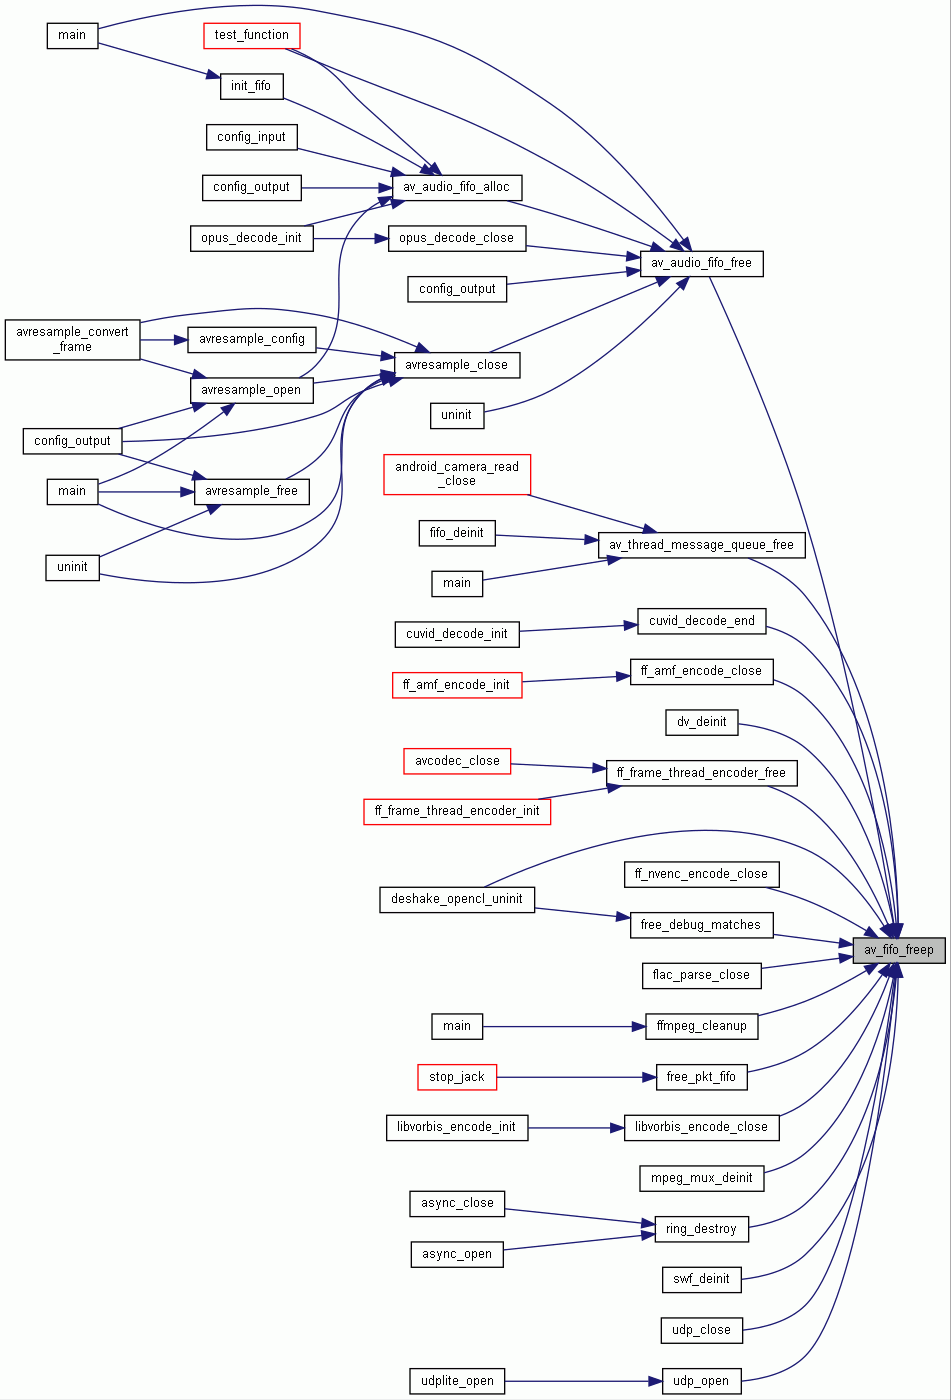 main
test_function
init_fifo
config_input
config_output
av_audio_fifo_alloc
opus_decode_init
opus_decode_close
av_audio_fifo_free
config_output
avresample_convert
_frame
avresample_config
avresample_close
avresample_open
uninit
config_output
main
avresample_free
uninit
android_camera_read
_close
fifo_deinit
av_thread_message_queue_free
main
cuvid_decode_end
cuvid_decode_init
ff_amf_encode_close
ff_amf_encode_init
dv_deinit
avcodec_close
ff_frame_thread_encoder_free
ff_frame_thread_encoder_init
ff_nvenc_encode_close
deshake_opencl_uninit
free_debug_matches
av_fifo_freep
flac_parse_close
main
ffmpeg_cleanup
stop_jack
free_pkt_fifo
libvorbis_encode_init
libvorbis_encode_close
mpeg_mux_deinit
async_close
ring_destroy
async_open
swf_deinit
udp_close
udplite_open
udp_open